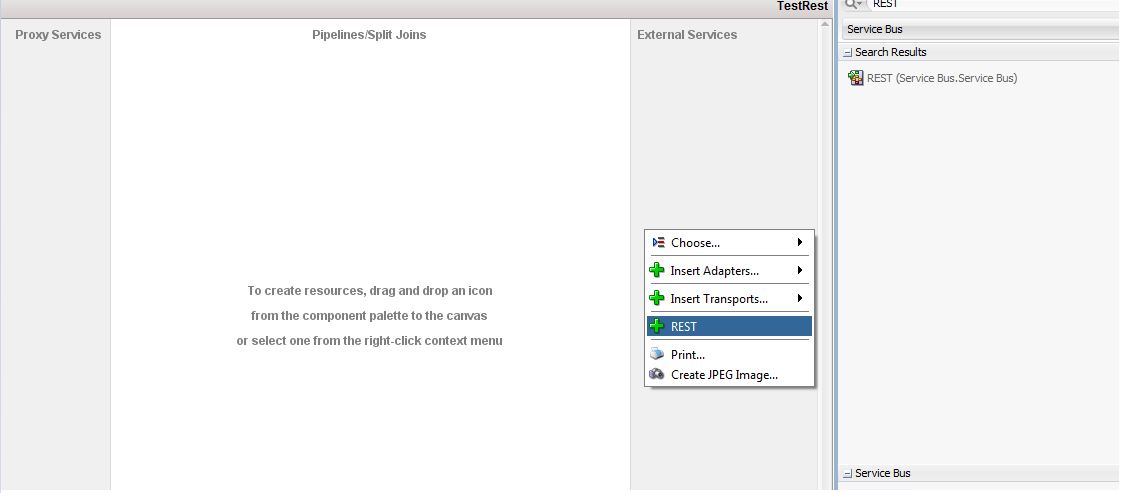 TestRest
REST
Proxy Services
Pipelines/Split Joins
External Services
Service Bus
Search Results
REST (Service Bus.Service Bus)
Choose...
Insert Adapters...
Insert Transports...
REST
Print...
Create JPEG Image...
To create resources, drag and drop an icon
from the component palette to the canvas
or select one from the right-click context menu
Service Bus